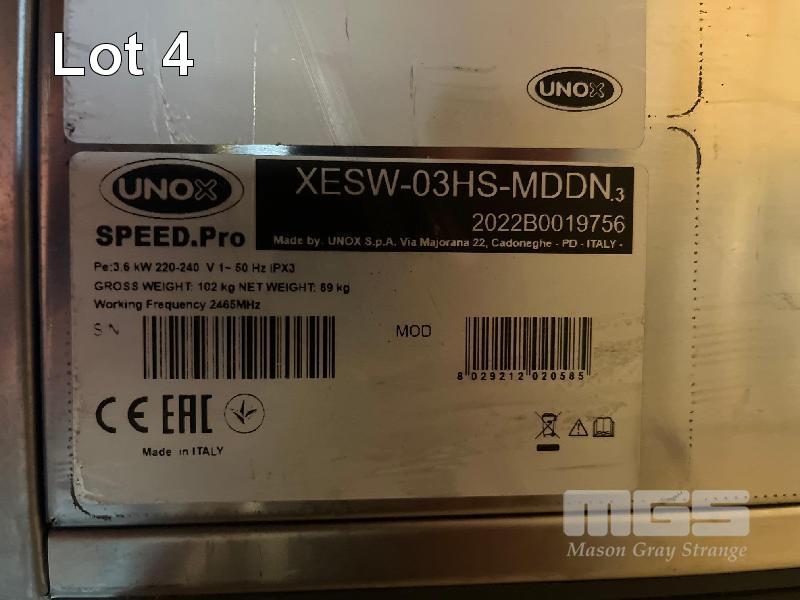 Lot 4
UNOX
UNOX
SPEED.Pro
XESW-03HS-MDDN.3
2022B0019756
Made by. UNOX S.p.A. Via Majorana 22, Cadoneghe - PD - ITALY -
Pe:3.6 kW 220-240 V 1~ 50 Hz IPX3
GROSS WEIGHT: 102 kg NET WEIGHT: 89 kg
Working Frequency 2465MHz
S N
MOD
8 029212 020585
CE EAC
Made in ITALY
MGS
Mason Gray Strange